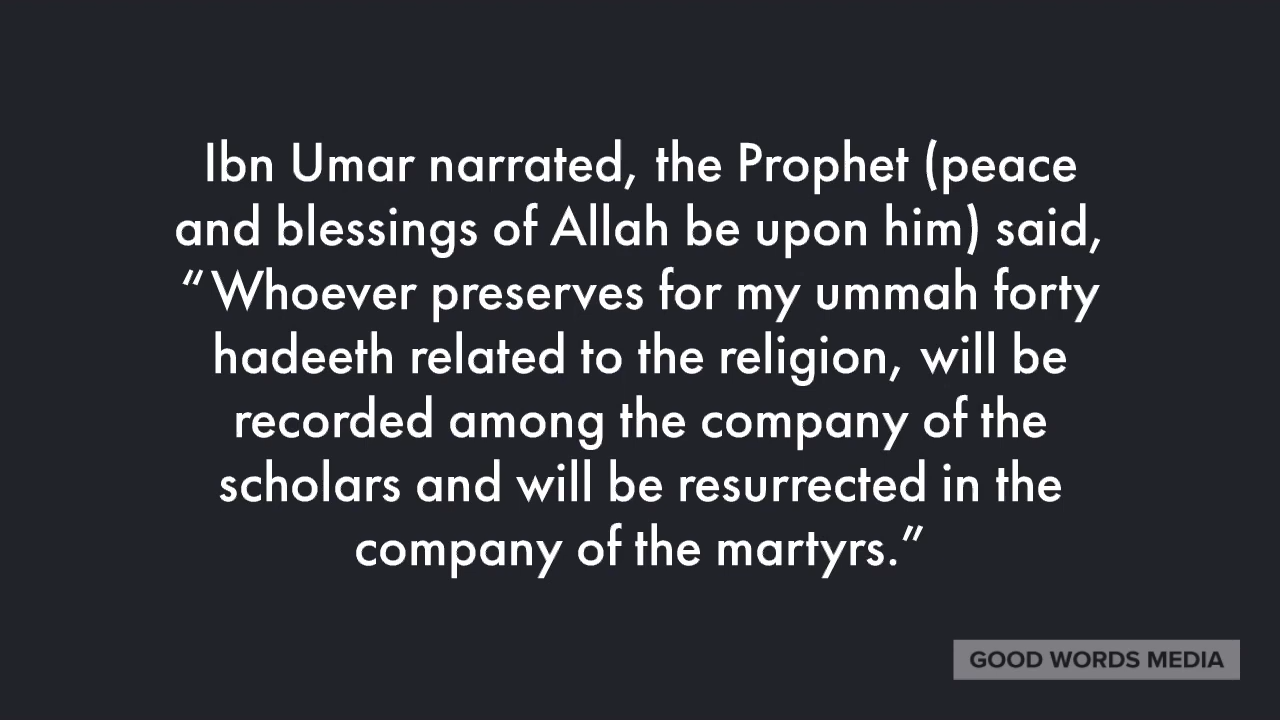 Ibn Umar narrated, the Prophet (peace
and blessings of Allah be upon him) said,
“Whoever preserves for my ummah forty
hadeeth related to the religion, will be
recorded among the company of the
scholars and will be resurrected in the
company of the martyrs.”
GOOD WORDS MEDIA